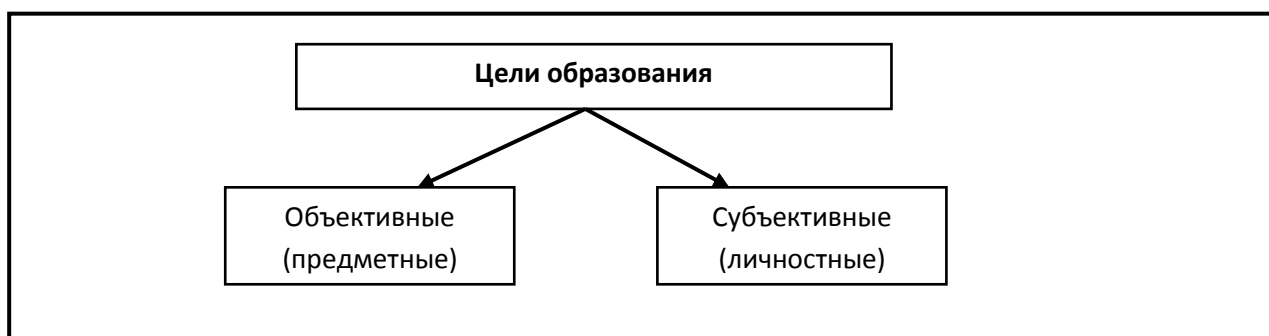 Цели образования
Объективные
(предметные)
Субъективные
(личностные)